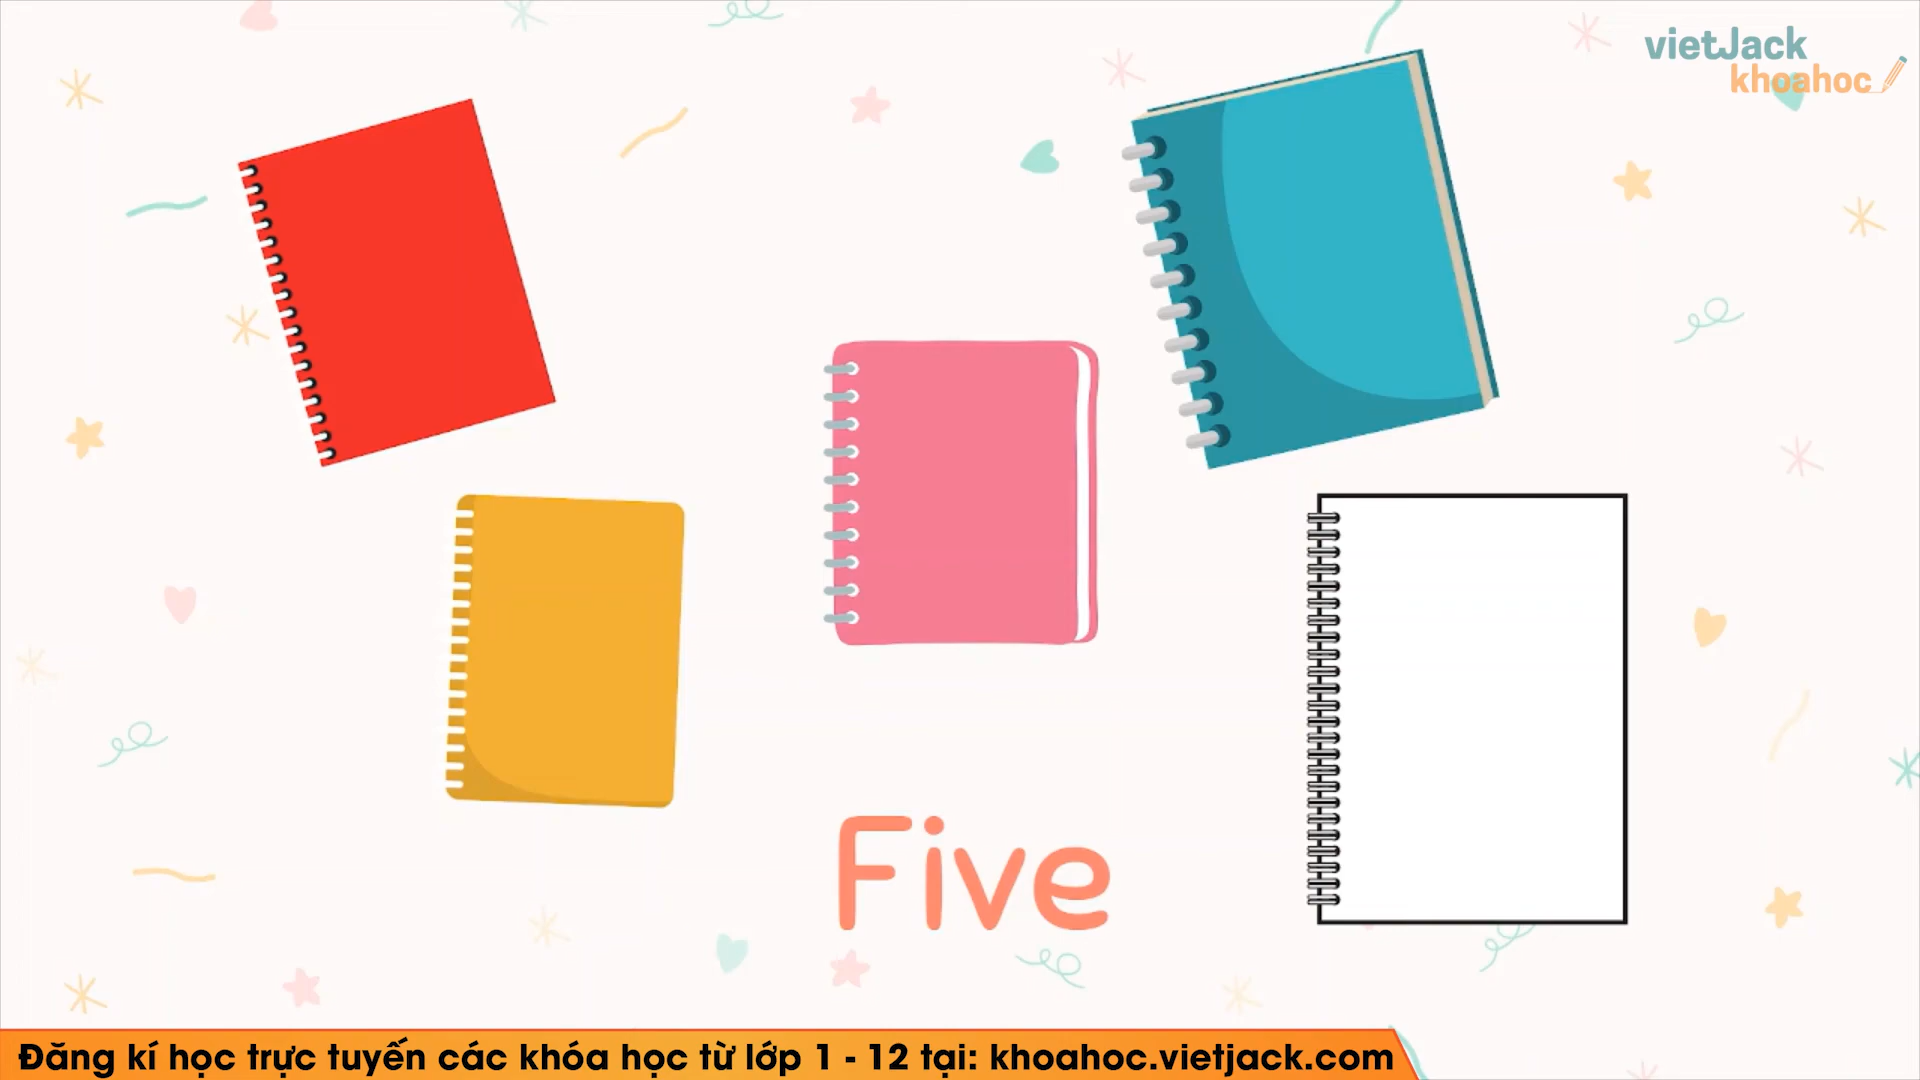 vietJack
khoahoc
Five
Đăng kí học trực tuyến các khóa học từ lớp 1 - 12 tại: khoahoc.vietjack.com